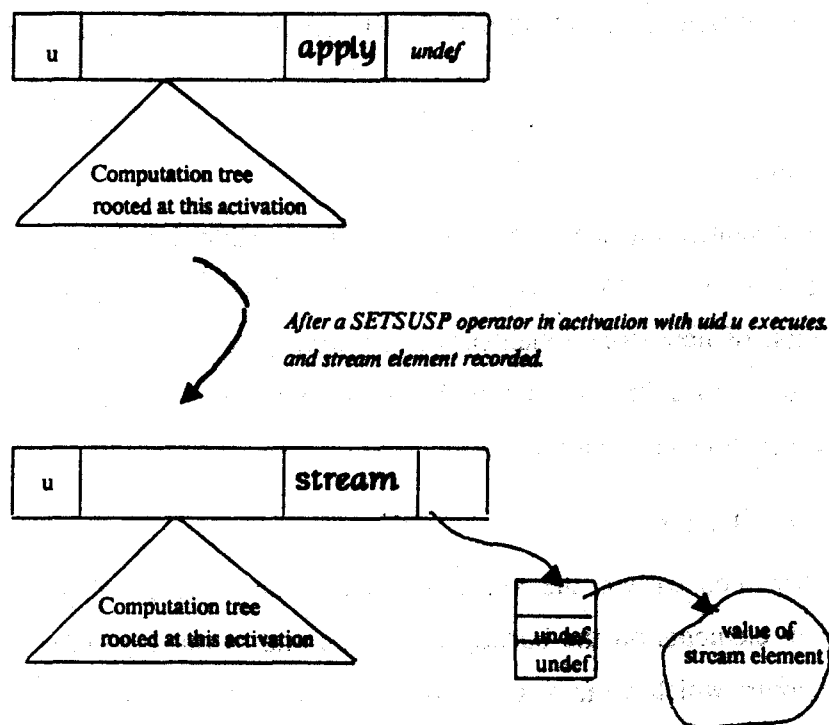 u apply undef
Computation tree
rooted at this activation
After a SETSUSP operator in activation with uid u executes.
and stream element recorded.
u stream
Computation tree
rooted at this activation
undef
undef
value of
stream element